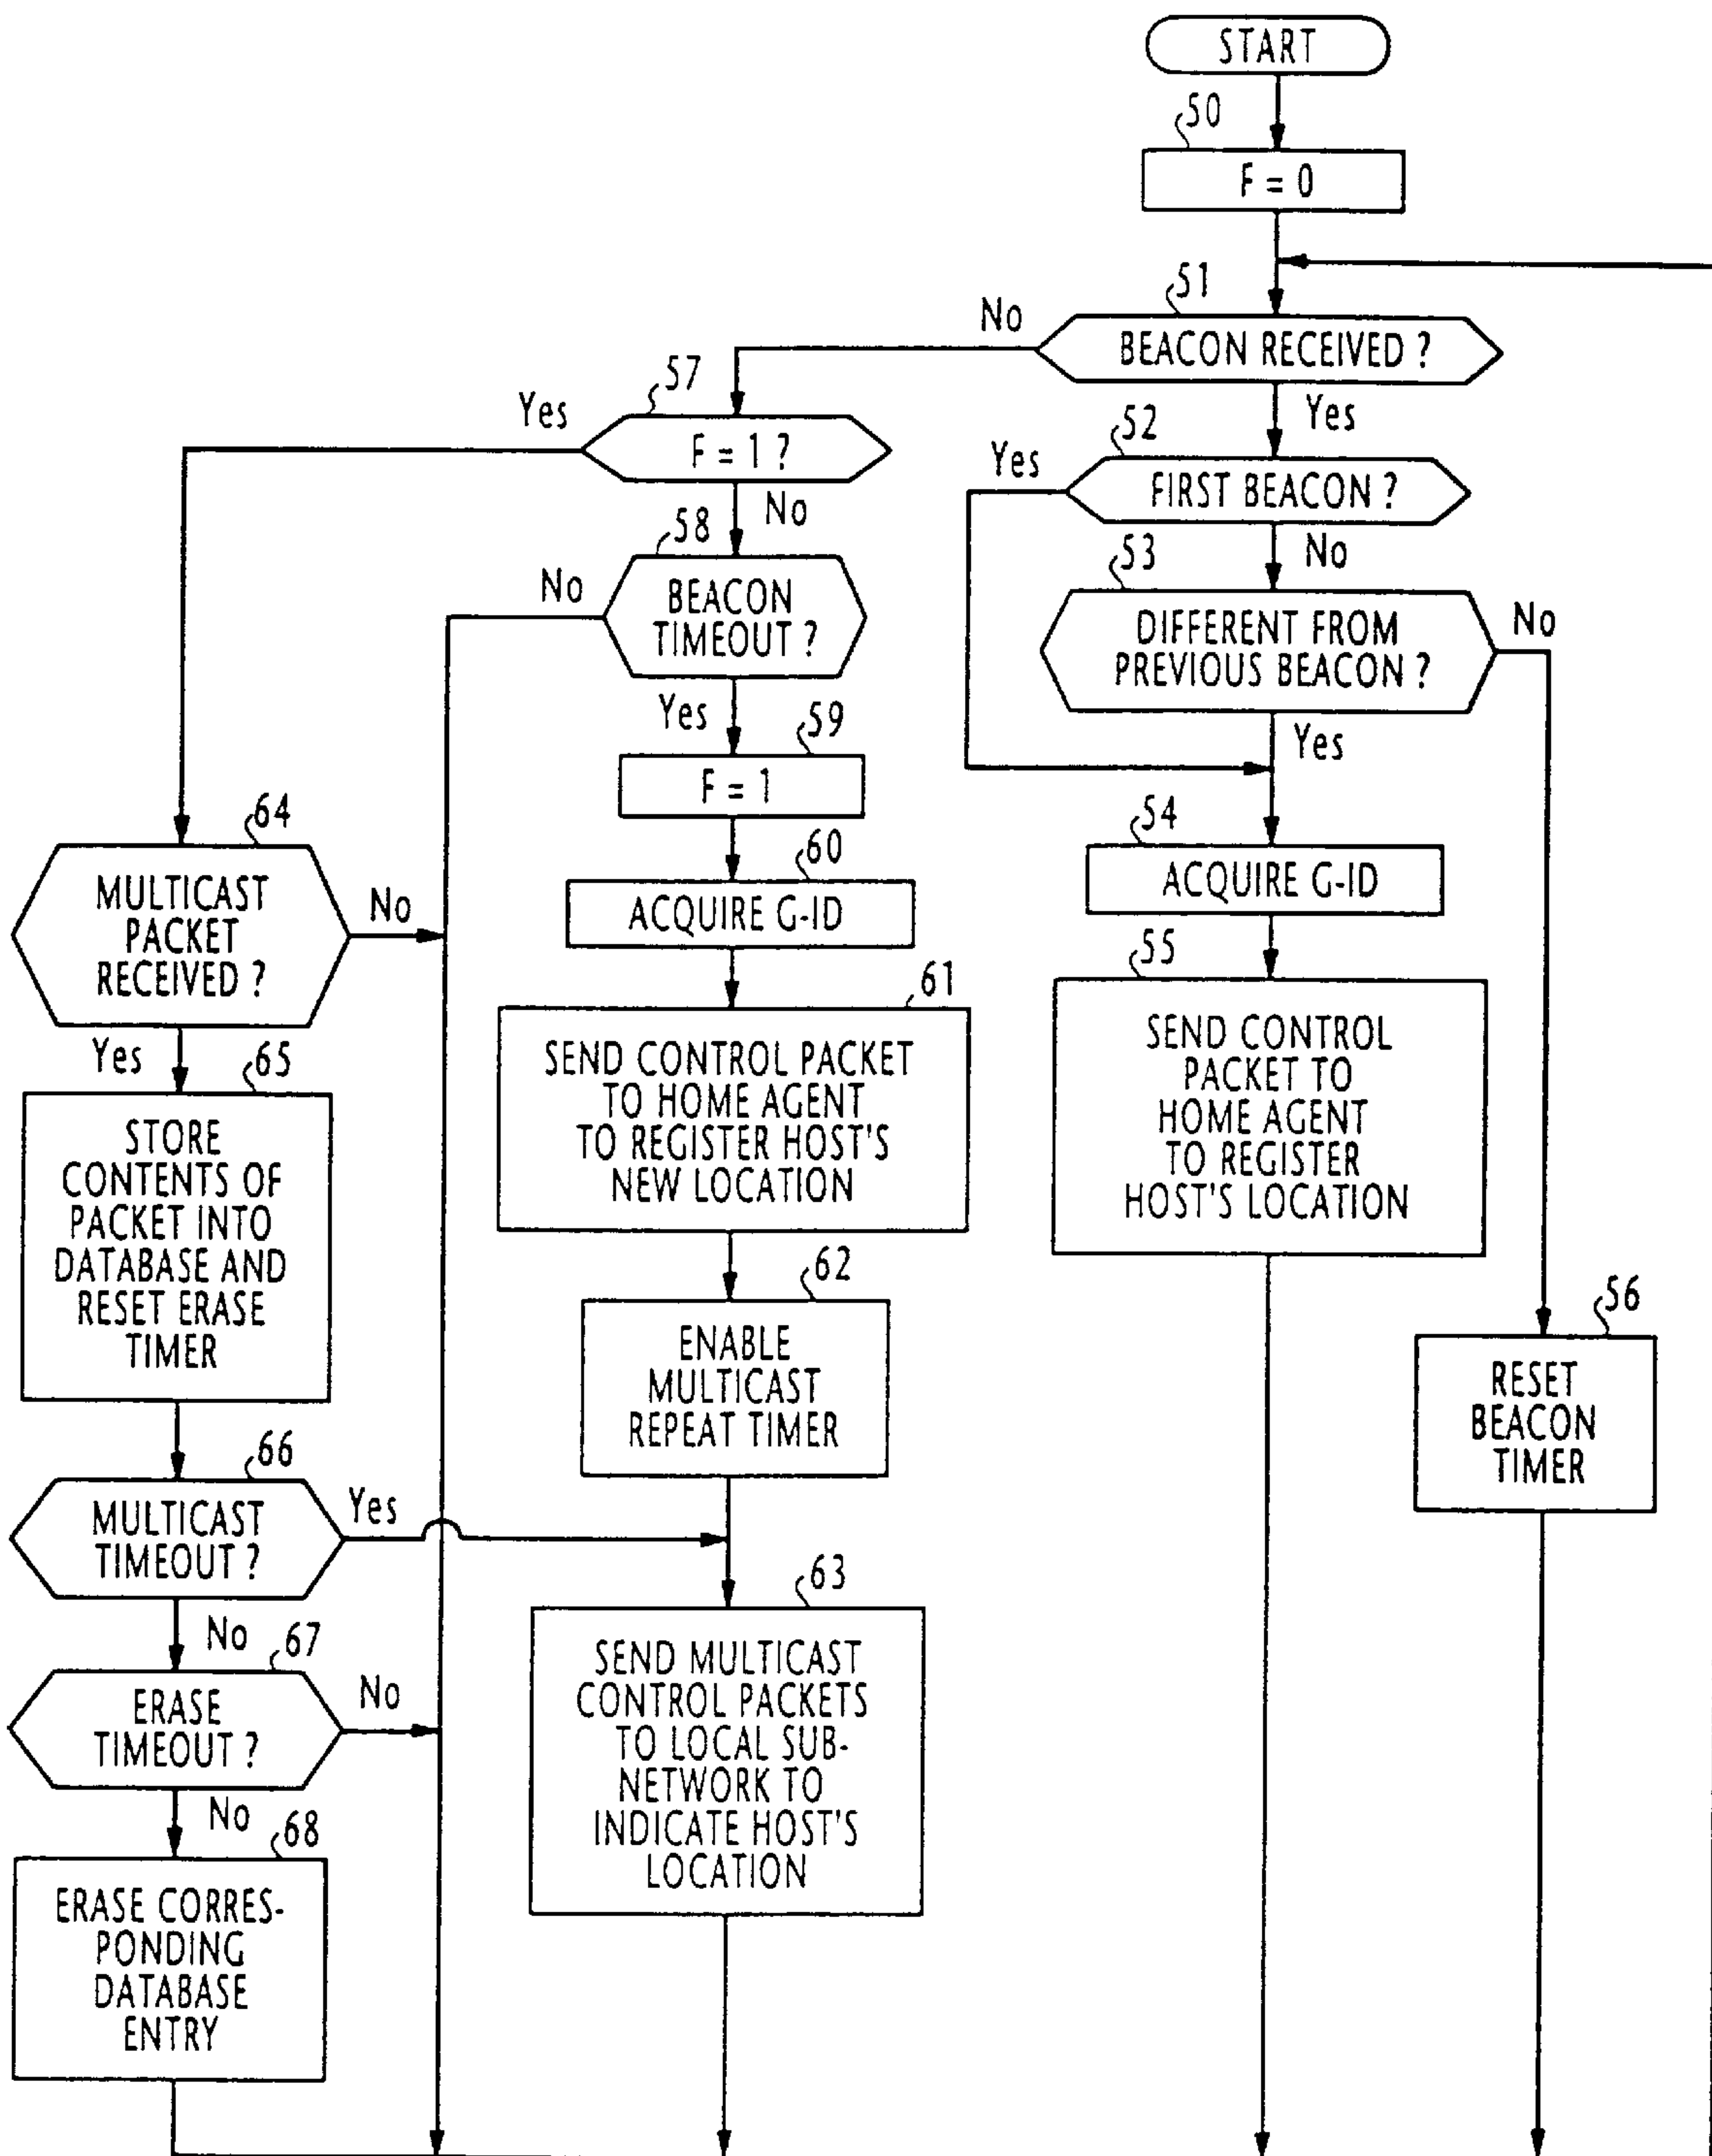 START
50
F = 0
51
No
BEACON RECEIVED ?
Yes
57
Yes
F = 1 ?
No
52
Yes
FIRST BEACON ?
No
58
No
BEACON
TIMEOUT ?
Yes
53
DIFFERENT FROM
PREVIOUS BEACON ?
No
Yes
59
F = 1
54
ACQUIRE G-ID
60
ACQUIRE G-ID
64
MULTICAST
PACKET
RECEIVED ?
No
Yes
55
SEND CONTROL
PACKET TO
HOME AGENT
TO REGISTER
HOST'S LOCATION
61
SEND CONTROL PACKET
TO HOME AGENT
TO REGISTER HOST'S
NEW LOCATION
65
STORE
CONTENTS OF
PACKET INTO
DATABASE AND
RESET ERASE
TIMER
62
ENABLE
MULTICAST
REPEAT TIMER
56
RESET
BEACON
TIMER
66
MULTICAST
TIMEOUT ?
Yes
No
63
SEND MULTICAST
CONTROL PACKETS
TO LOCAL SUB-
NETWORK TO
INDICATE HOST'S
LOCATION
67
ERASE
TIMEOUT ?
No
No
68
ERASE CORRES-
PONDING
DATABASE
ENTRY